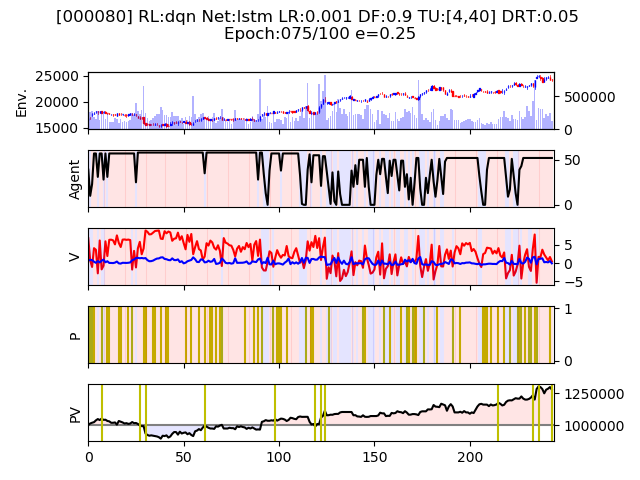 [000080] RL:dqn Net:lstm LR:0.001 DF:0.9 TU:[4,40] DRT:0.05
Epoch:075/100 e=0.25
Env.
25000
20000
15000
500000
0
Agent
50
0
V
5
0
−5
P
1
0
PV
1250000
1000000
0
50
100
150
200